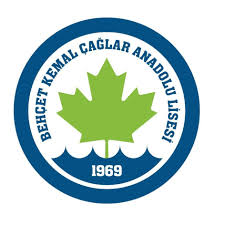 BEHÇET KEMAL ÇAĞLAR ANADOLU LİSESİ
1969